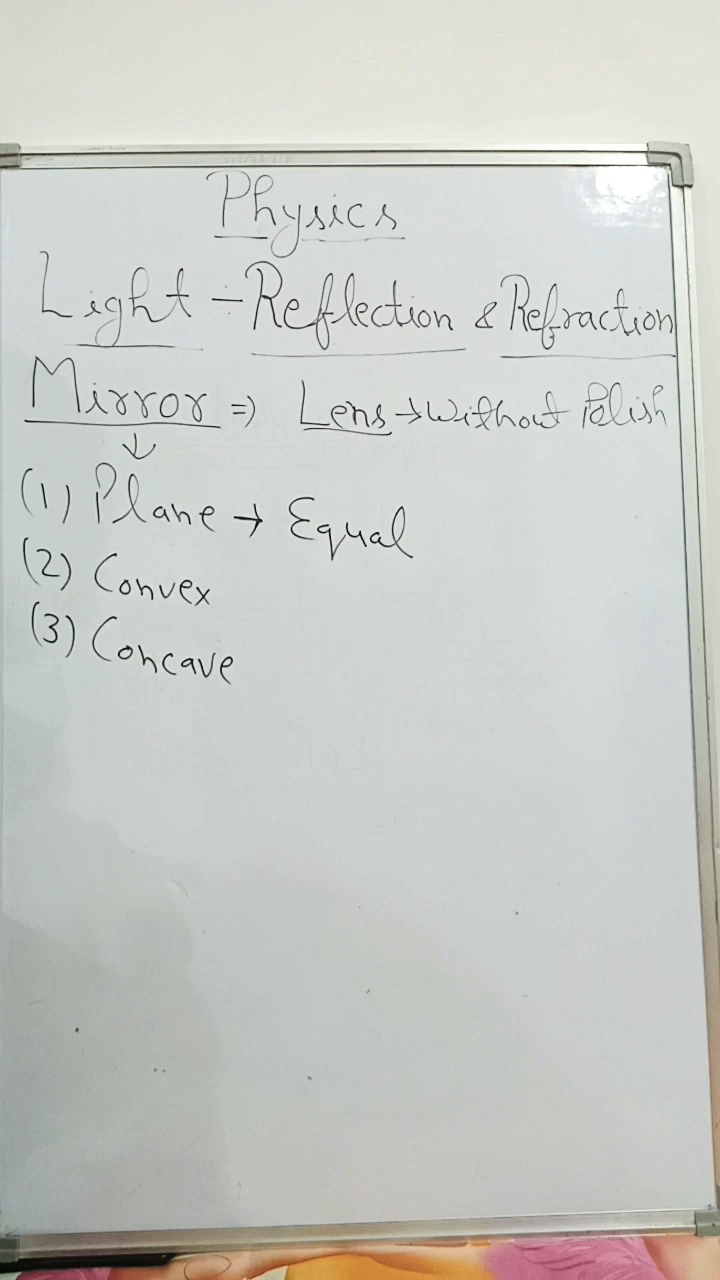 Physics
Light - Reflection & Refraction
Mirror => Lens → Without Polish
↓
(1) Plane → Equal
(2) Convex
(3) Concave